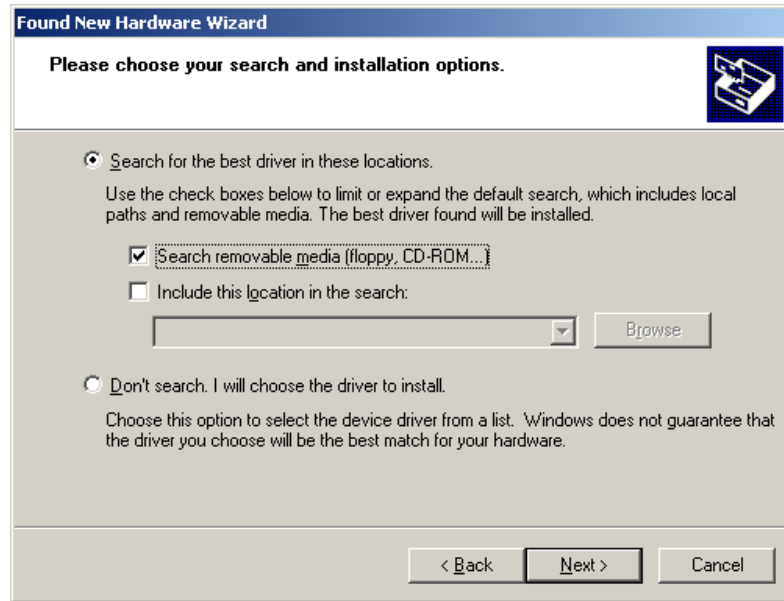 Found New Hardware Wizard
Please choose your search and installation options.
Search for the best driver in these locations.
Use the check boxes below to limit or expand the default search, which includes local
paths and removable media. The best driver found will be installed.
Search removable media (floppy, CD-ROM...)
Include this location in the search:
Browse
Don't search. I will choose the driver to install.
Choose this option to select the device driver from a list.  Windows does not guarantee that
the driver you choose will be the best match for your hardware.
< Back
Next >
Cancel